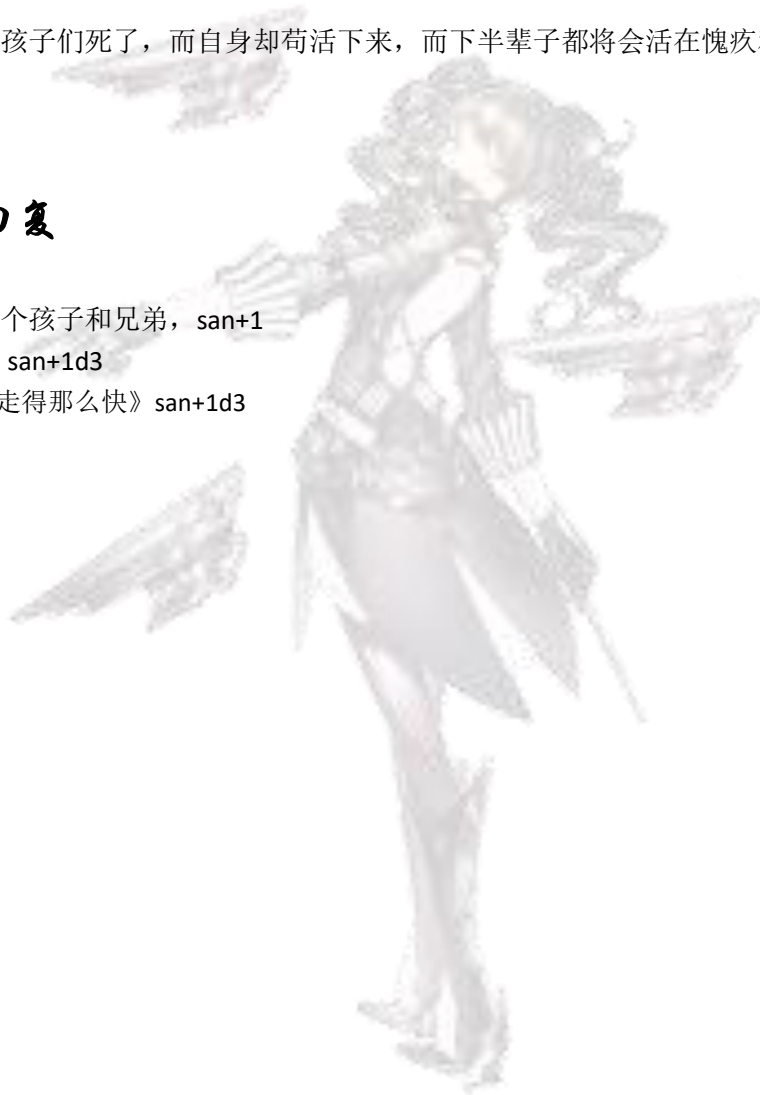 孩子们死了，而自身却苟活下来，而下半辈子都将会活在愧疚
复
个孩子和兄弟，san+1
san+1d3
走得那么快》san+1d3